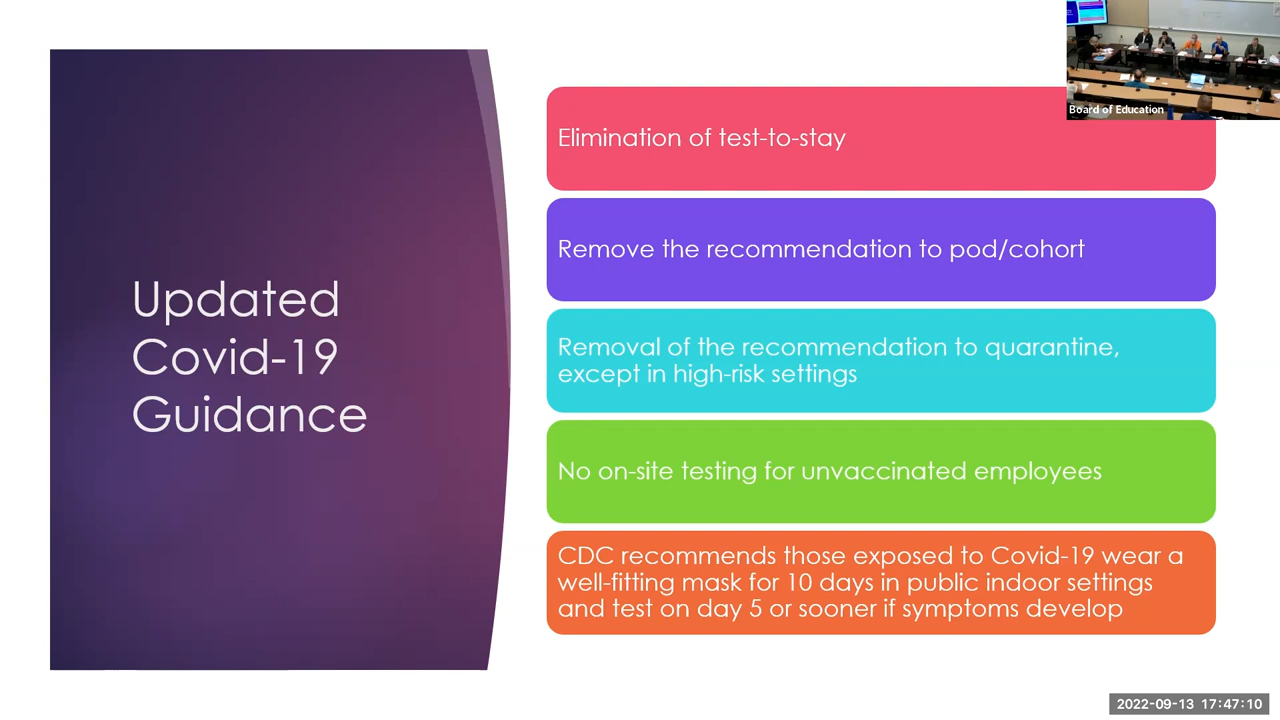 Updated
Covid-19
Guidance
Elimination of test-to-stay
Remove the recommendation to pod/cohort
Removal of the recommendation to quarantine,
except in high-risk settings
No on-site testing for unvaccinated employees
CDC recommends those exposed to Covid-19 wear a
well-fitting mask for 10 days in public indoor settings
and test on day 5 or sooner if symptoms develop
Board of Education
2022-09-13 17:47:10